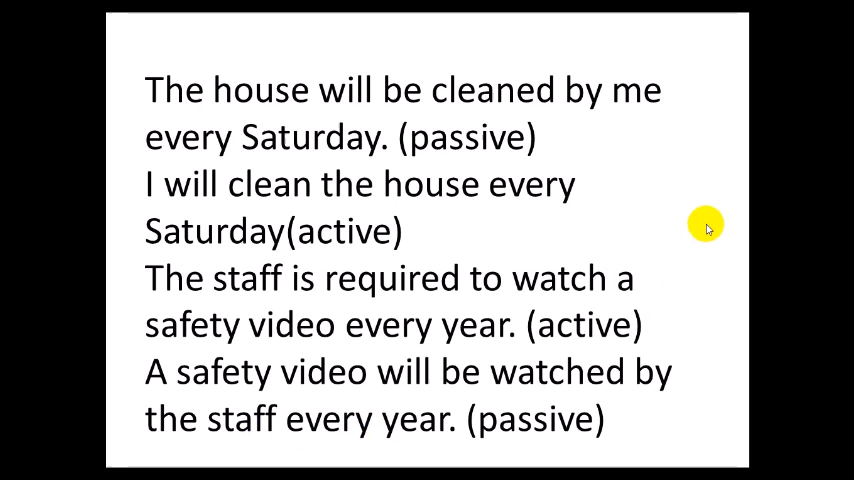 The house will be cleaned by me
every Saturday. (passive)
I will clean the house every
Saturday(active)
The staff is required to watch a
safety video every year. (active)
A safety video will be watched by
the staff every year. (passive)